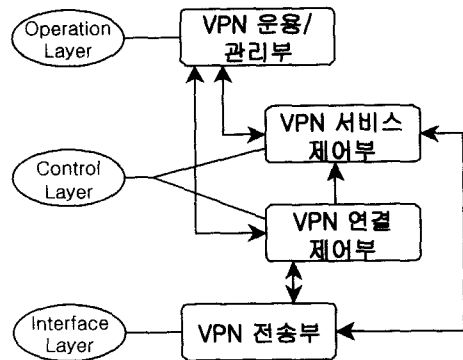 Operation
Layer
VPN 운용/
관리부
VPN 서비스
제어부
Control
Layer
VPN 연결
제어부
Interface
Layer
VPN 전송부